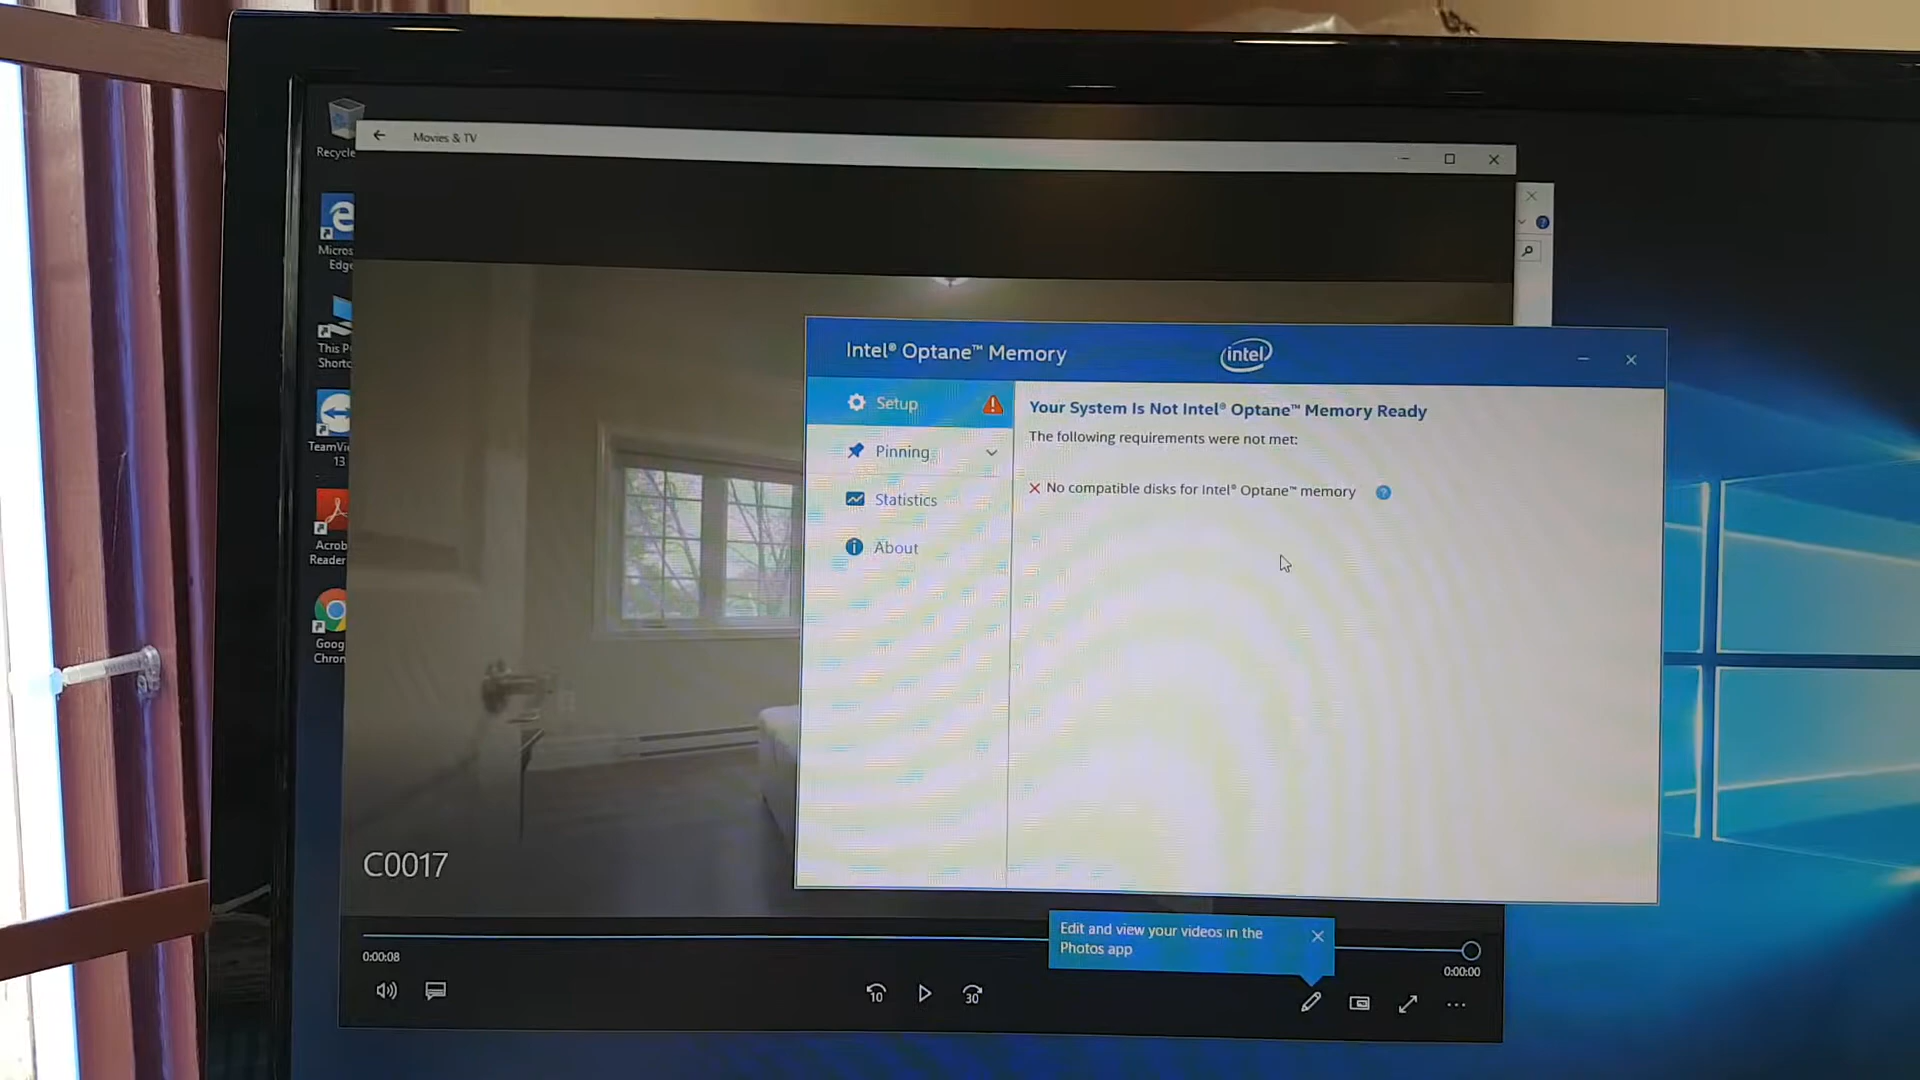 Recycle
Movies & TV
Micros
Edge
This P
Shortc
TeamVi
13
Acrob
Reader
Goog
Chron
Intel® Optane™ Memory
intel
Setup
Pinning
Statistics
About
Your System Is Not Intel® Optane™ Memory Ready
The following requirements were not met:
No compatible disks for Intel® Optane™ memory
?
C0017
Edit and view your videos in the
Photos app
0:00:08
0:00:00
10
30